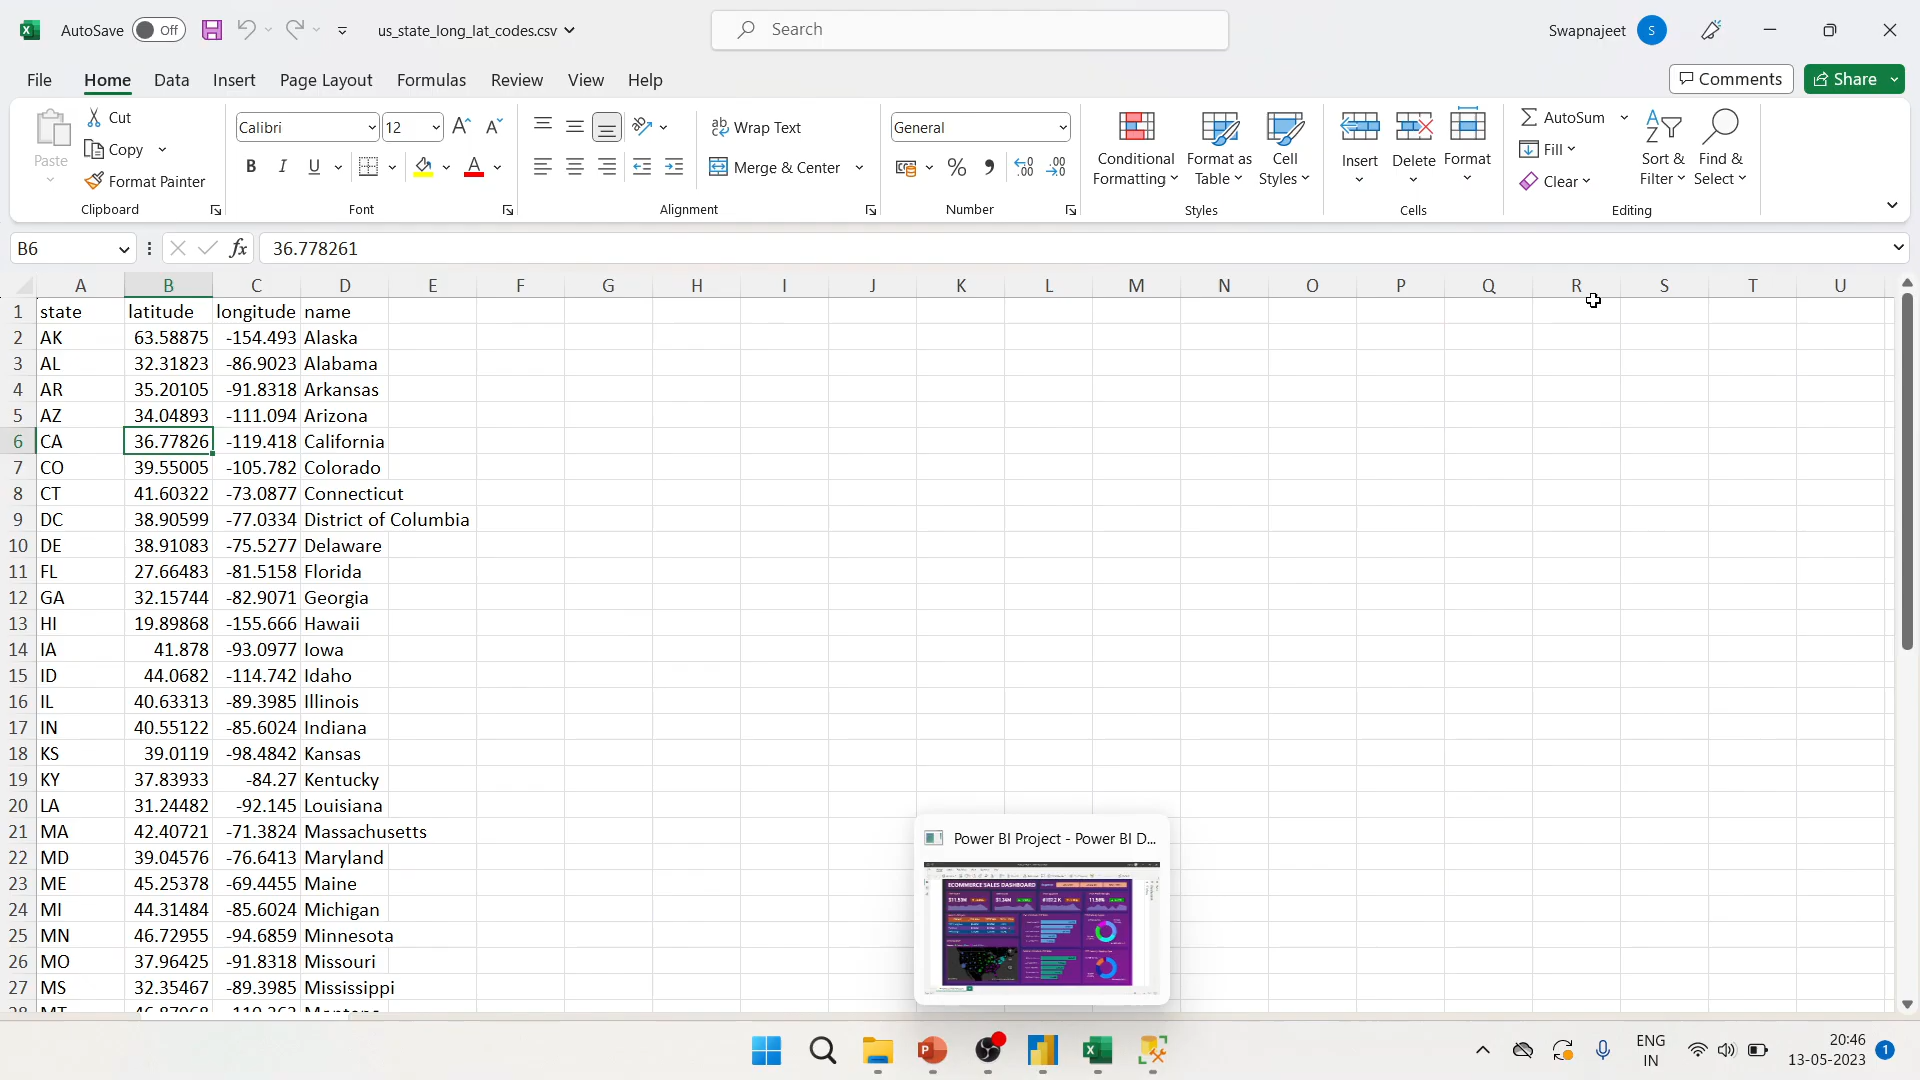 AutoSave Off us_state_long_lat_codes.csv Search Swapnajeet S
File Home Data Insert Page Layout Formulas Review View Help Comments Share
Paste Cut Copy Format Painter Clipboard
Calibri 12 B I U A Font
Wrap Text Merge & Center Alignment
General % Number
Conditional Formatting Format as Table Cell Styles Styles
Insert Delete Format Cells
AutoSum Fill Clear Sort & Filter Find & Select Editing
B6 fx 36.778261
A B C D E F G H I J K L M N O P Q R S T U
1 state latitude longitude name
2 AK 63.58875 -154.493 Alaska
3 AL 32.31823 -86.9023 Alabama
4 AR 35.20105 -91.8318 Arkansas
5 AZ 34.04893 -111.094 Arizona
6 CA 36.77826 -119.418 California
7 CO 39.55005 -105.782 Colorado
8 CT 41.60322 -73.0877 Connecticut
9 DC 38.90599 -77.0334 District of Columbia
10 DE 38.91083 -75.5277 Delaware
11 FL 27.66483 -81.5158 Florida
12 GA 32.15744 -82.9071 Georgia
13 HI 19.89868 -155.666 Hawaii
14 IA 41.878 -93.0977 Iowa
15 ID 44.0682 -114.742 Idaho
16 IL 40.63313 -89.3985 Illinois
17 IN 40.55122 -85.6024 Indiana
18 KS 39.0119 -98.4842 Kansas
19 KY 37.83933 -84.27 Kentucky
20 LA 31.24482 -92.145 Louisiana
21 MA 42.40721 -71.3824 Massachusetts
22 MD 39.04576 -76.6413 Maryland
23 ME 45.25378 -69.4455 Maine
24 MI 44.31484 -85.6024 Michigan
25 MN 46.72955 -94.6859 Minnesota
26 MO 37.96425 -91.8318 Missouri
27 MS 32.35467 -89.3985 Mississippi
Power BI Project - Power BI D...
ECOMMERCE SALES DASHBOARD
ENG IN
20:46
13-05-2023 1